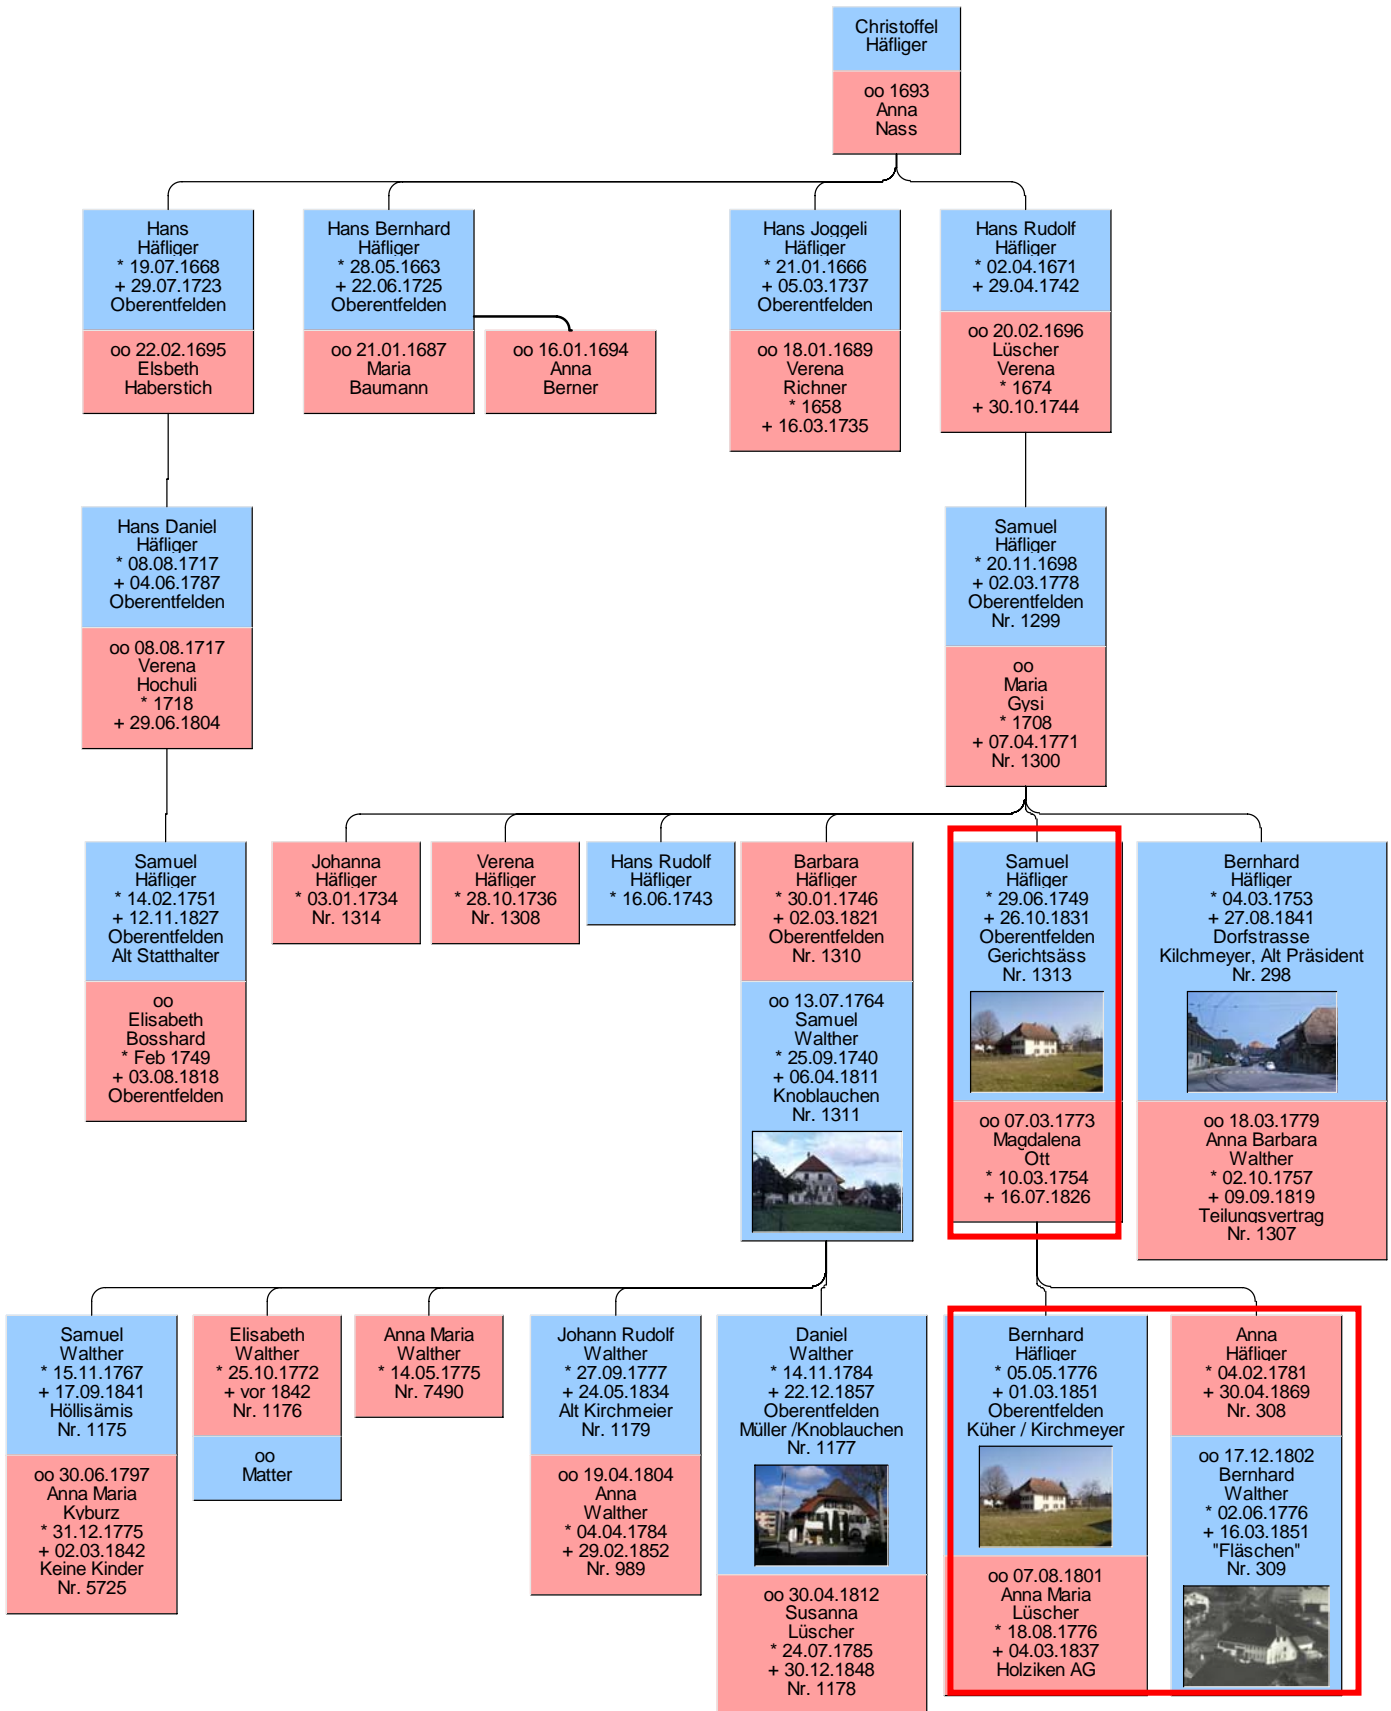 Christoffel
Häfliger
oo 1693
Anna
Nass
Hans
Häfliger
* 19.07.1668
+ 29.07.1723
Oberentfelden
oo 22.02.1695
Elsbeth
Haberstich
Hans Bernhard
Häfliger
* 28.05.1663
+ 22.06.1725
Oberentfelden
oo 21.01.1687
Maria
Baumann
oo 16.01.1694
Anna
Berner
Hans Joggeli
Häfliger
* 21.01.1666
+ 05.03.1737
Oberentfelden
oo 18.01.1689
Verena
Richner
* 1658
+ 16.03.1735
Hans Rudolf
Häfliger
* 02.04.1671
+ 29.04.1742
oo 20.02.1696
Lüscher
Verena
* 1674
+ 30.10.1744
Hans Daniel
Häfliger
* 08.08.1717
+ 04.06.1787
Oberentfelden
oo 08.08.1717
Verena
Hochuli
* 1718
+ 29.06.1804
Samuel
Häfliger
* 20.11.1698
+ 02.03.1778
Oberentfelden
Nr. 1299
oo
Maria
Gysi
* 1708
+ 07.04.1771
Nr. 1300
Samuel
Häfliger
* 14.02.1751
+ 12.11.1827
Oberentfelden
Alt Statthalter
oo
Elisabeth
Bosshard
* Feb 1749
+ 03.08.1818
Oberentfelden
Johanna
Häfliger
* 03.01.1734
Nr. 1314
Verena
Häfliger
* 28.10.1736
Nr. 1308
Hans Rudolf
Häfliger
* 16.06.1743
Barbara
Häfliger
* 30.01.1746
+ 02.03.1821
Oberentfelden
Nr. 1310
oo 13.07.1764
Samuel
Walther
* 25.09.1740
+ 06.04.1811
Knoblauchen
Nr. 1311
Samuel
Häfliger
* 29.06.1749
+ 26.10.1831
Oberentfelden
Gerichtsäss
Nr. 1313
oo 07.03.1773
Magdalena
Ott
* 10.03.1754
+ 16.07.1826
Bernhard
Häfliger
* 04.03.1753
+ 27.08.1841
Dorfstrasse
Kilchmeyer, Alt Präsident
Nr. 298
oo 18.03.1779
Anna Barbara
Walther
* 02.10.1757
+ 09.09.1819
Teilungsvertrag
Nr. 1307
Samuel
Walther
* 15.11.1767
+ 17.09.1841
Höllisämis
Nr. 1175
oo 30.06.1797
Anna Maria
Kyburz
* 31.12.1775
+ 02.03.1842
Keine Kinder
Nr. 5725
Elisabeth
Walther
* 25.10.1772
+ vor 1842
Nr. 1176
oo
Matter
Anna Maria
Walther
* 14.05.1775
Nr. 7490
Johann Rudolf
Walther
* 27.09.1777
+ 24.05.1834
Alt Kirchmeier
Nr. 1179
oo 19.04.1804
Anna
Walther
* 04.04.1784
+ 29.02.1852
Nr. 989
Daniel
Walther
* 14.11.1784
+ 22.12.1857
Oberentfelden
Müller /Knoblauchen
Nr. 1177
oo 30.04.1812
Susanna
Lüscher
* 24.07.1785
+ 30.12.1848
Nr. 1178
Bernhard
Häfliger
* 05.05.1776
+ 01.03.1851
Oberentfelden
Küher / Kirchmeyer
oo 07.08.1801
Anna Maria
Lüscher
* 18.08.1776
+ 04.03.1837
Holziken AG
Anna
Häfliger
* 04.02.1781
+ 30.04.1869
Nr. 308
oo 17.12.1802
Bernhard
Walther
* 02.06.1776
+ 16.03.1851
"Fläschen"
Nr. 309